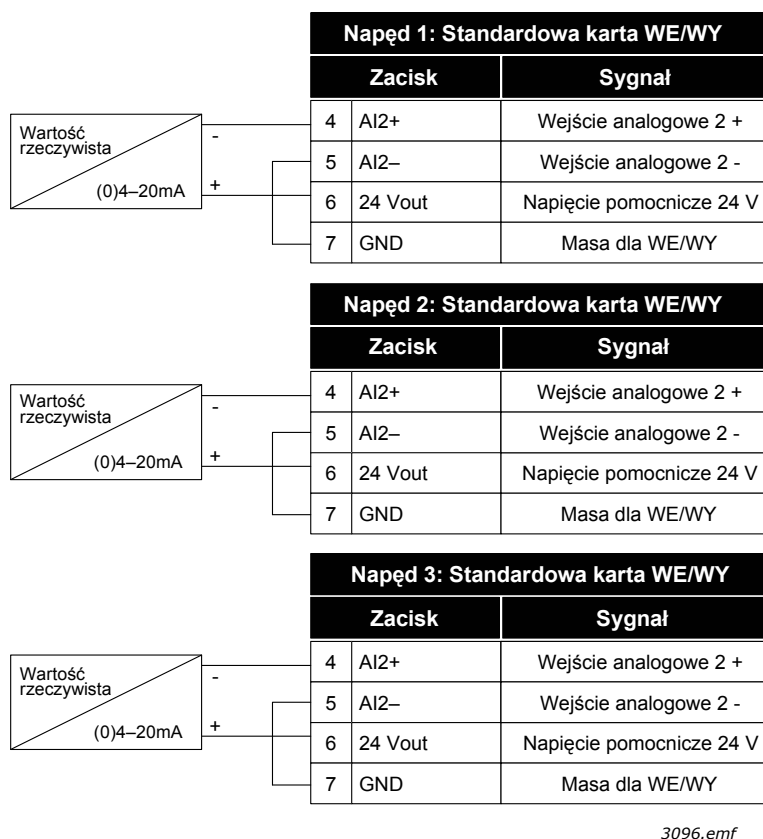 Napęd 1: Standardowa karta WE/WY
Zacisk Sygnał
Wartość
rzeczywista
(0)4–20mA
-
+
4 AI2+ Wejście analogowe 2 +
5 AI2– Wejście analogowe 2 -
6 24 Vout Napięcie pomocnicze 24 V
7 GND Masa dla WE/WY
Napęd 2: Standardowa karta WE/WY
Zacisk Sygnał
Wartość
rzeczywista
(0)4–20mA
-
+
4 AI2+ Wejście analogowe 2 +
5 AI2– Wejście analogowe 2 -
6 24 Vout Napięcie pomocnicze 24 V
7 GND Masa dla WE/WY
Napęd 3: Standardowa karta WE/WY
Zacisk Sygnał
Wartość
rzeczywista
(0)4–20mA
-
+
4 AI2+ Wejście analogowe 2 +
5 AI2– Wejście analogowe 2 -
6 24 Vout Napięcie pomocnicze 24 V
7 GND Masa dla WE/WY
3096.emf